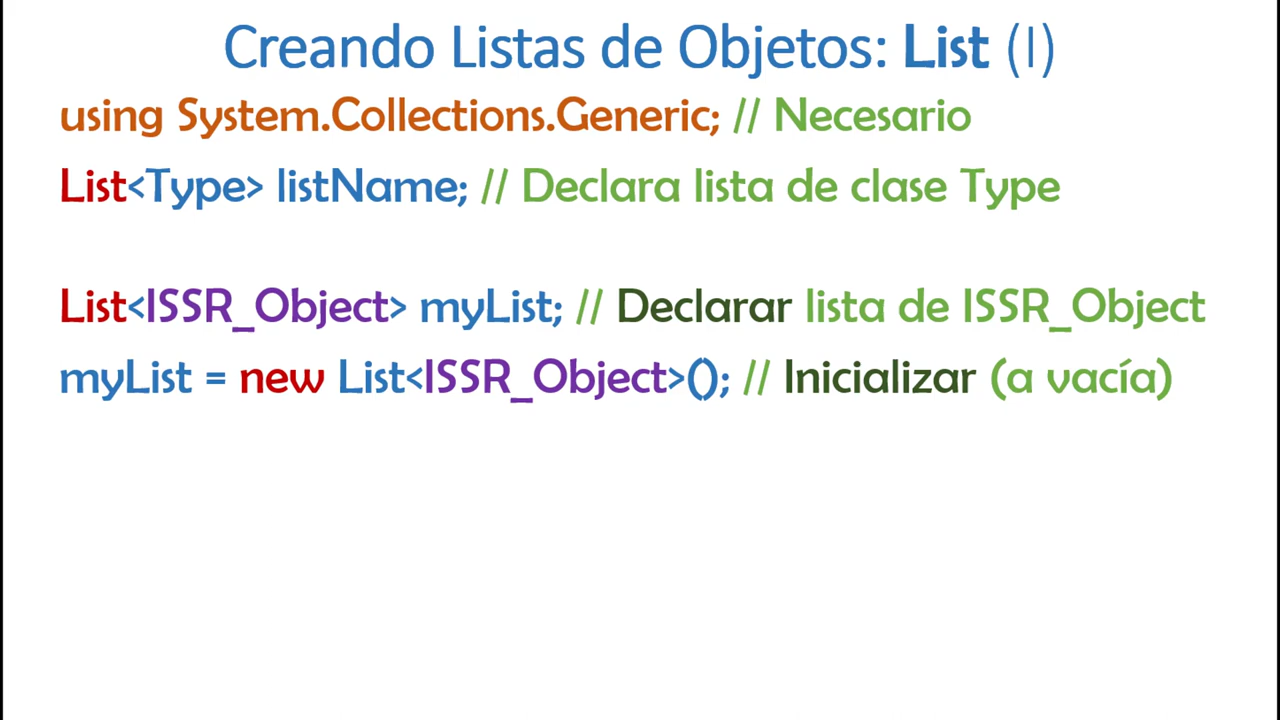 Creando Listas de Objetos: List (I)
using System.Collections.Generic; // Necesario
List<Type> listName; // Declara lista de clase Type
List<ISSR_Object> myList; // Declarar lista de ISSR_Object
myList = new List<ISSR_Object>(); // Inicializar (a vacía)